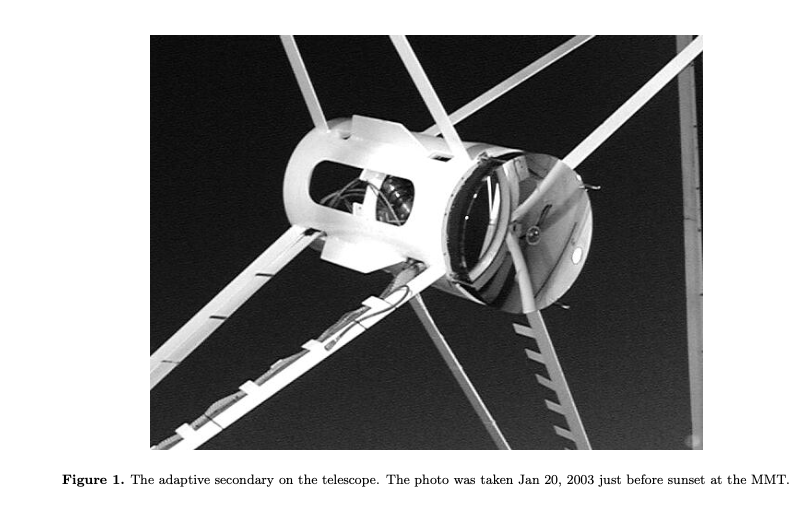 Figure 1. The adaptive secondary on the telescope. The photo was taken Jan 20, 2003 just before sunset at the MMT.